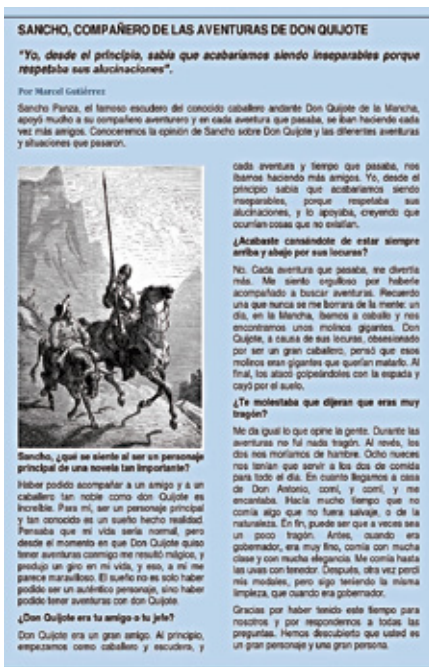 SANCHO, COMPAÑERO DE LAS AVENTURAS DE DON QUIJOTE
"Yo, desde el principio, sabía que acabaríamos siendo inseparables porque
respetaba sus alucinaciones".
Por Marcel Gutiérrez
Sancho Panza, el famoso escudero del conocido caballero andante Don Quijote de la Mancha,
apoyó mucho a su compañero aventurero y en cada aventura que pasaba, se iban haciendo cada
vez más amigos. Conoceremos la opinión de Sancho sobre Don Quijote y las diferentes aventuras
y situaciones que pasaron.
Sancho, ¿qué se siente al ser un personaje
principal de una novela tan importante?
Haber podido acompañar a un amigo y a un
caballero tan noble como don Quijote es
increíble. Para mí, ser un personaje principal
y tan conocido es un sueño hecho realidad.
Pensaba que mi vida sería normal, pero
desde el momento en que Don Quijote quiso
tener aventuras conmigo me resultó mágico, y
produjo un giro en mi vida, y eso, a mí me
parece maravilloso. El sueño no es solo haber
podido ser un auténtico personaje, sino haber
podido tener aventuras con don Quijote.
¿Don Quijote era tu amigo o tu jefe?
Don Quijote era un gran amigo. Al principio,
empezamos como caballero y escudero, y
cada aventura y tiempo que pasaba, nos
íbamos haciendo más amigos. Yo, desde el
principio sabía que acabaríamos siendo
inseparables, porque respetaba sus
alucinaciones, y lo apoyaba, creyendo que
ocurrían cosas que no existían.
¿Acabaste cansándote de estar siempre
arriba y abajo por sus locuras?
No. Cada aventura que pasaba, me divertía
más. Me siento orgulloso por haberle
acompañado a buscar aventuras. Recuerdo
una que nunca se me borrara de la mente: un
día, en la Mancha, íbamos a caballo y nos
encontramos unos molinos gigantes. Don
Quijote, a causa de sus locuras, obsesionado
por ser un gran caballero, pensó que esos
molinos eran gigantes que querían matarlo. Al
final, los atacó golpeándoles con la espada y
cayó por el suelo.
¿Te molestaba que dijeran que eras muy
tragón?
Me da igual lo que opine la gente. Durante las
aventuras no fui nada tragón. Al revés, los
dos nos moríamos de hambre. Ocho nueces
nos tenían que servir a los dos de comida
para todo el día. En cuanto llegamos a casa
de Don Antonio, comí, y comí, y me
encantaba. Hacía mucho tiempo que no
comía algo que no fuera salvaje, o de la
naturaleza. En fin, puede ser que a veces sea
un poco tragón. Antes, cuando era
gobernador, era muy fino, comía con mucha
clase y con mucha elegancia. Me comía hasta
las uvas con tenedor. Después, otra vez perdí
mis modales, pero sigo teniendo la misma
limpieza, que cuando era gobernador.
Gracias por haber tenido este tiempo para
nosotros y por respondernos a todas las
preguntas. Hemos descubierto que usted es
un gran personaje y una gran persona.